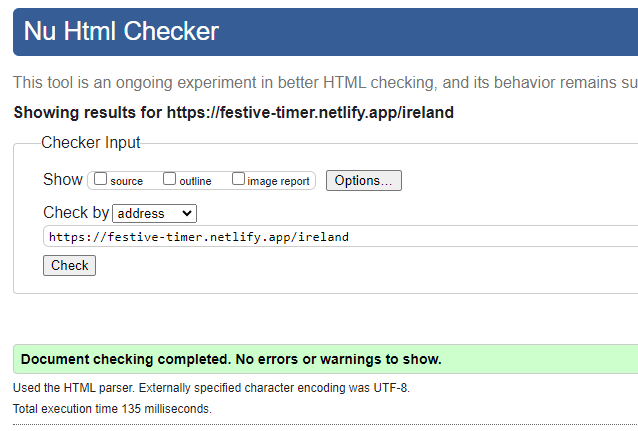 Nu Html Checker
This tool is an ongoing experiment in better HTML checking, and its behavior remains su
Showing results for https://festive-timer.netlify.app/ireland
Checker Input
Show source outline image report Options...
Check by address
https://festive-timer.netlify.app/ireland
Check
Document checking completed. No errors or warnings to show.
Used the HTML parser. Externally specified character encoding was UTF-8.
Total execution time 135 milliseconds.